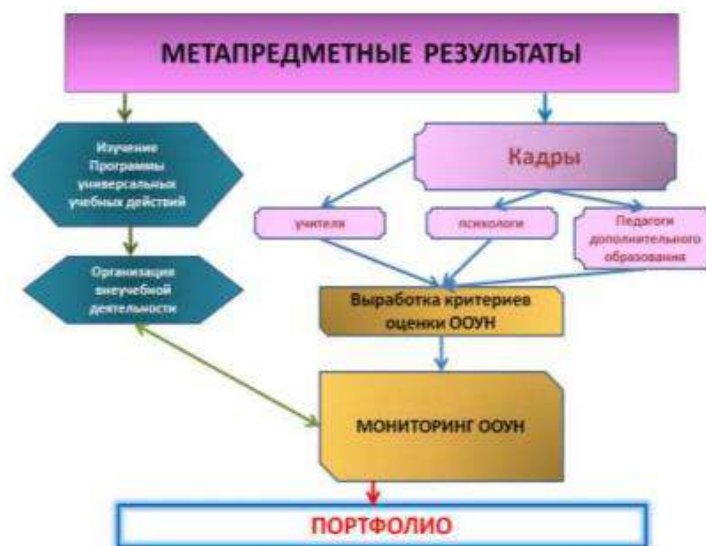 МЕТАПРЕДМЕТНЫЕ РЕЗУЛЬТАТЫ
Изучение
Программы
универсальных
учебных действий
Кадры
учителя
психологи
Педагоги
дополнительного
образования
Организация
внеучебной
деятельности
Выработка критериев
оценки ООУН
МОНИТОРИНГ ООУН
ПОРТФОЛИО